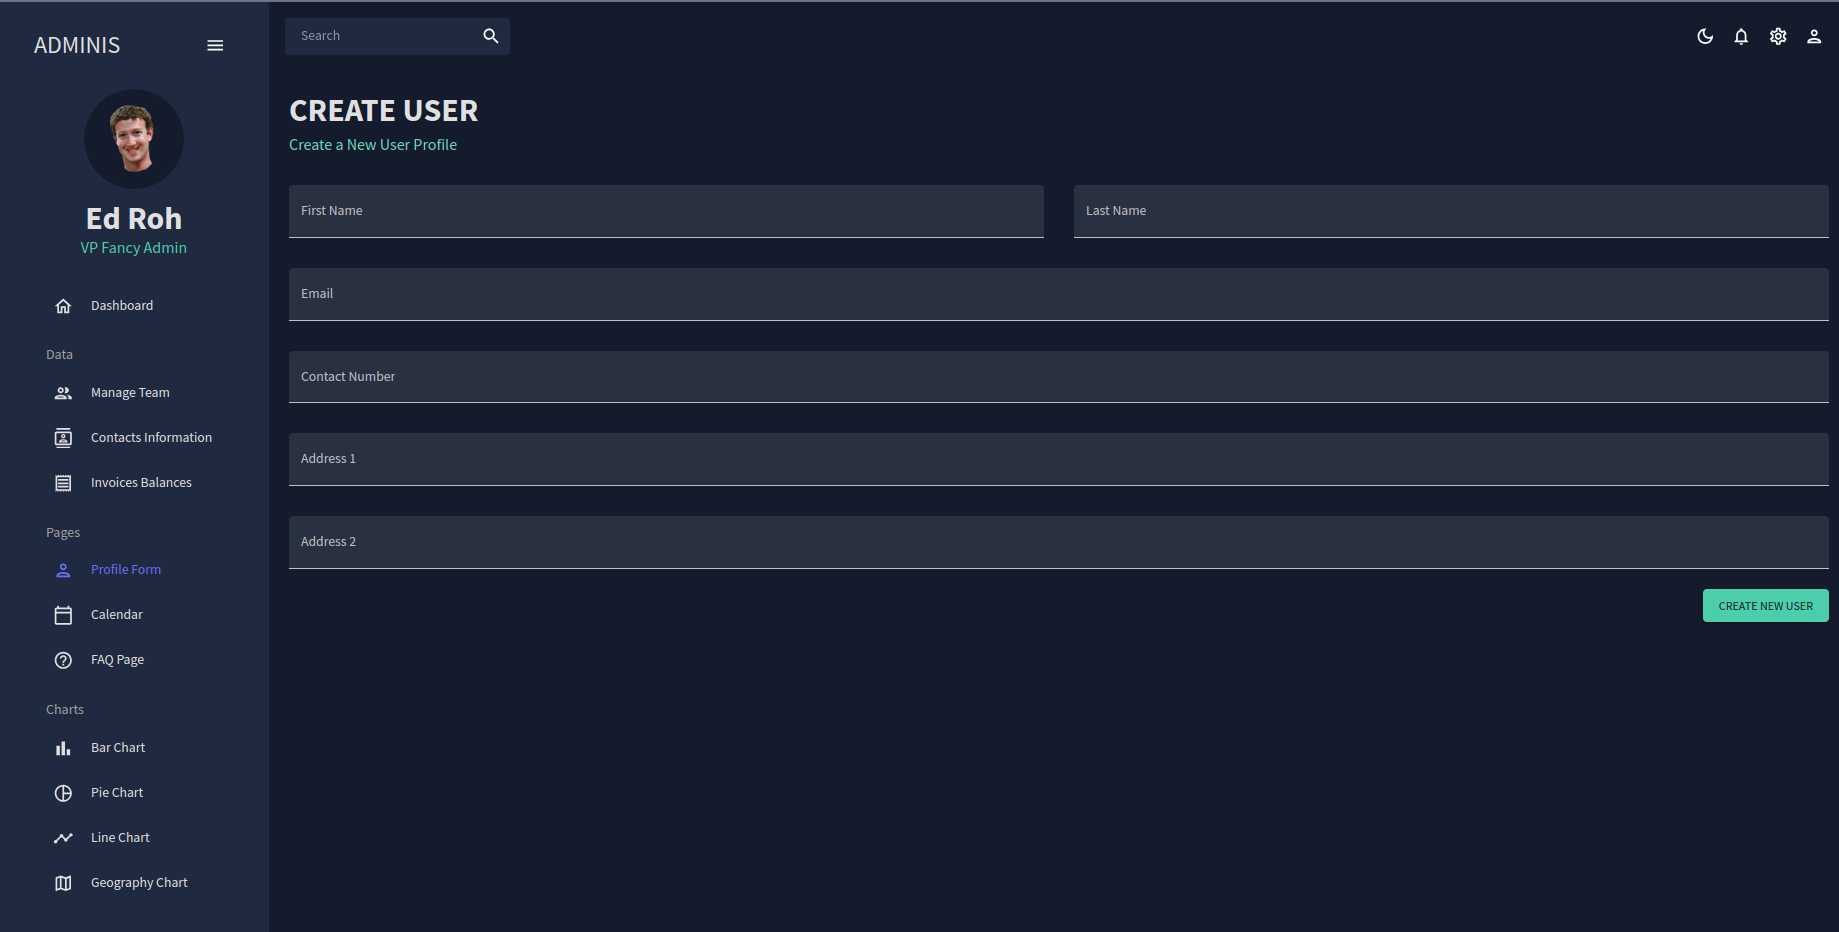 ADMINIS
Ed Roh
VP Fancy Admin
Dashboard
Data
Manage Team
Contacts Information
Invoices Balances
Pages
Profile Form
Calendar
FAQ Page
Charts
Bar Chart
Pie Chart
Line Chart
Geography Chart
Search
CREATE USER
Create a New User Profile
First Name
Last Name
Email
Contact Number
Address 1
Address 2
CREATE NEW USER